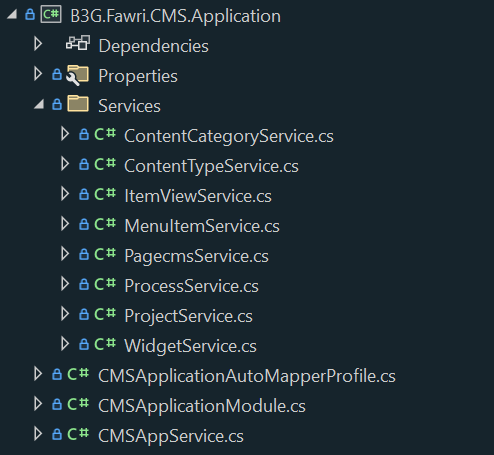 C# B3G.Fawri.CMS.Application
Dependencies
Properties
Services
C# ContentCategoryService.cs
C# ContentTypeService.cs
C# ItemViewService.cs
C# MenuItemService.cs
C# PagecmsService.cs
C# ProcessService.cs
C# ProjectService.cs
C# WidgetService.cs
C# CMSApplicationAutoMapperProfile.cs
C# CMSApplicationModule.cs
C# CMSAppService.cs